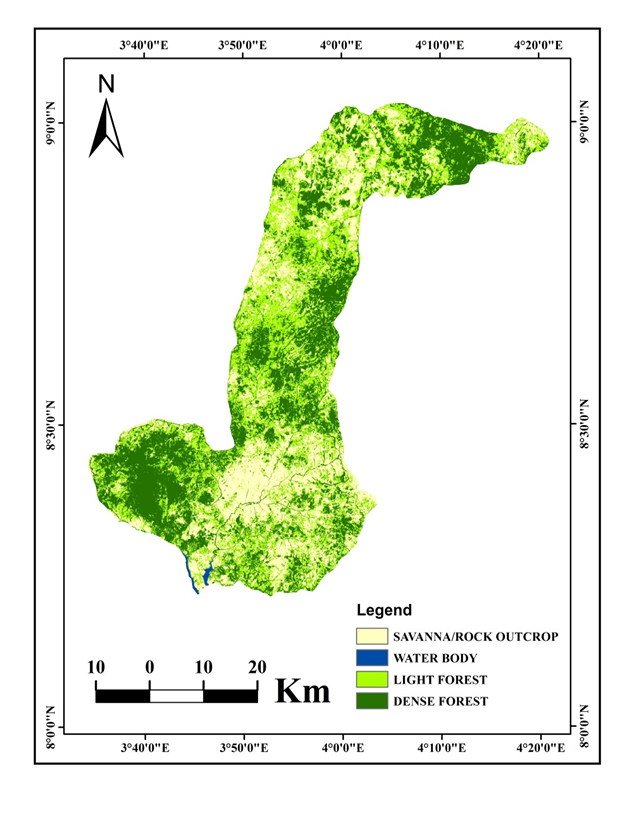 3°40'0"E 3°50'0"E 4°0'0"E 4°10'0"E 4°20'0"E
N
9°0'0"N
9°0'0"N
8°30'0"N
8°30'0"N
Legend
SAVANNA/ROCK OUTCROP
WATER BODY
LIGHT FOREST
DENSE FOREST
10 0 10 20
Km
8°0'0"N
8°0'0"N
3°40'0"E 3°50'0"E 4°0'0"E 4°10'0"E 4°20'0"E